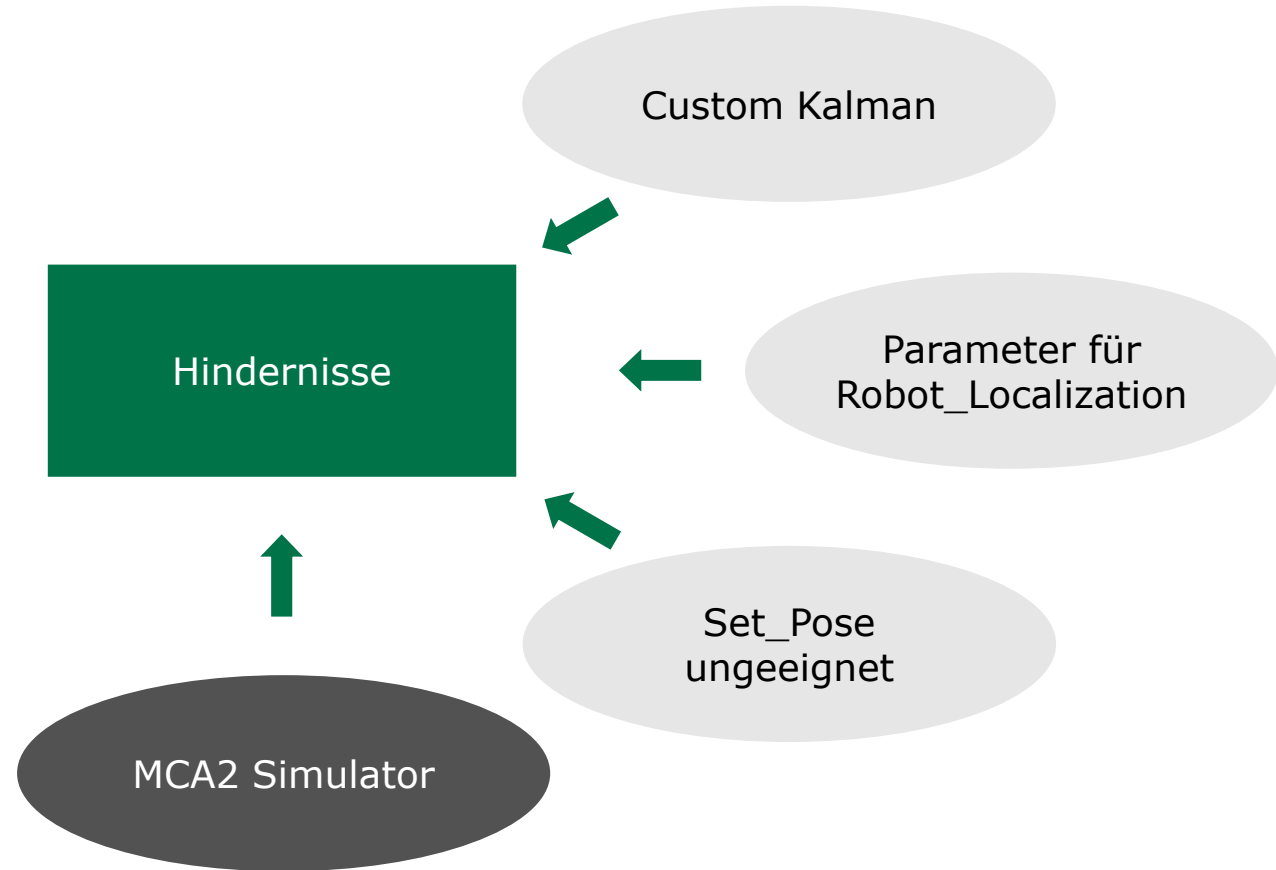 Custom Kalman
Hindernisse
Parameter für
Robot_Localization
Set_Pose
ungeeignet
MCA2 Simulator